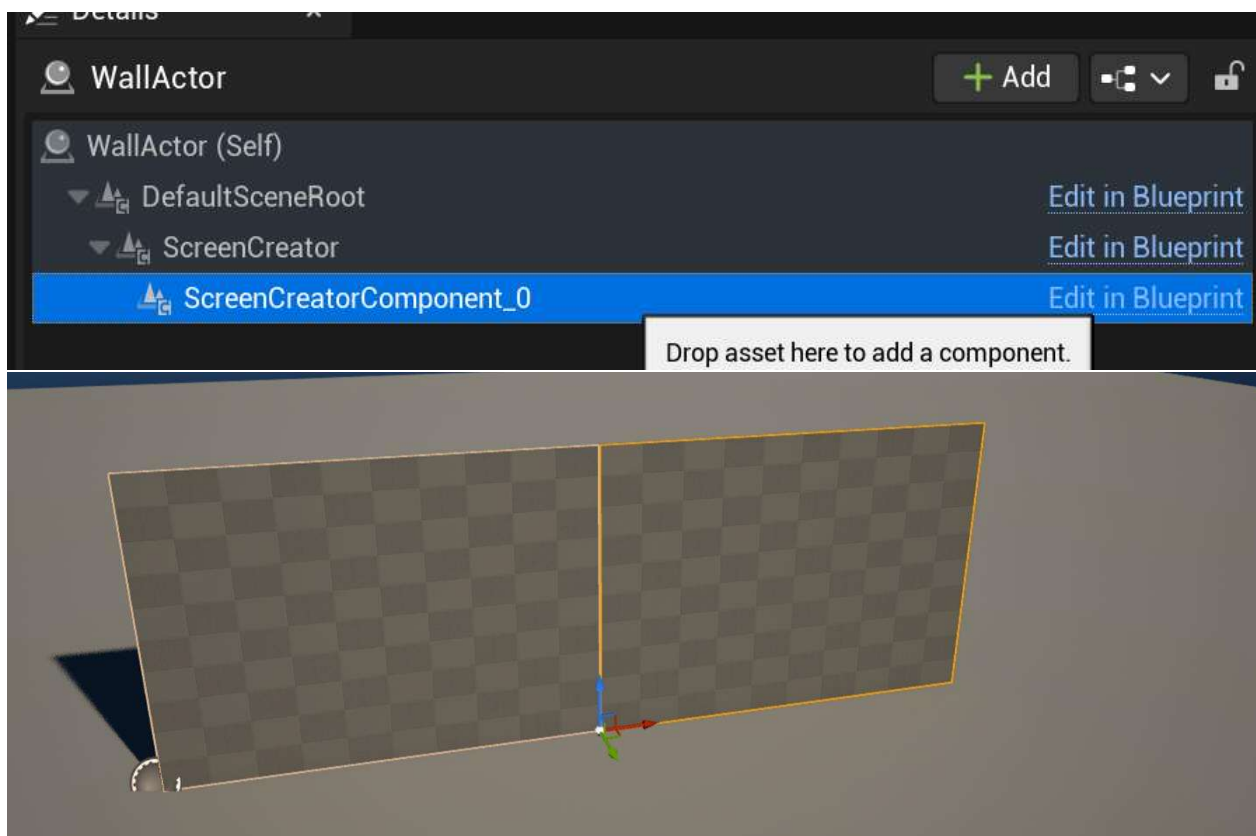 Details
WallActor
Add
WallActor (Self)
DefaultSceneRoot Edit in Blueprint
ScreenCreator Edit in Blueprint
ScreenCreatorComponent_0 Edit in Blueprint
Drop asset here to add a component.